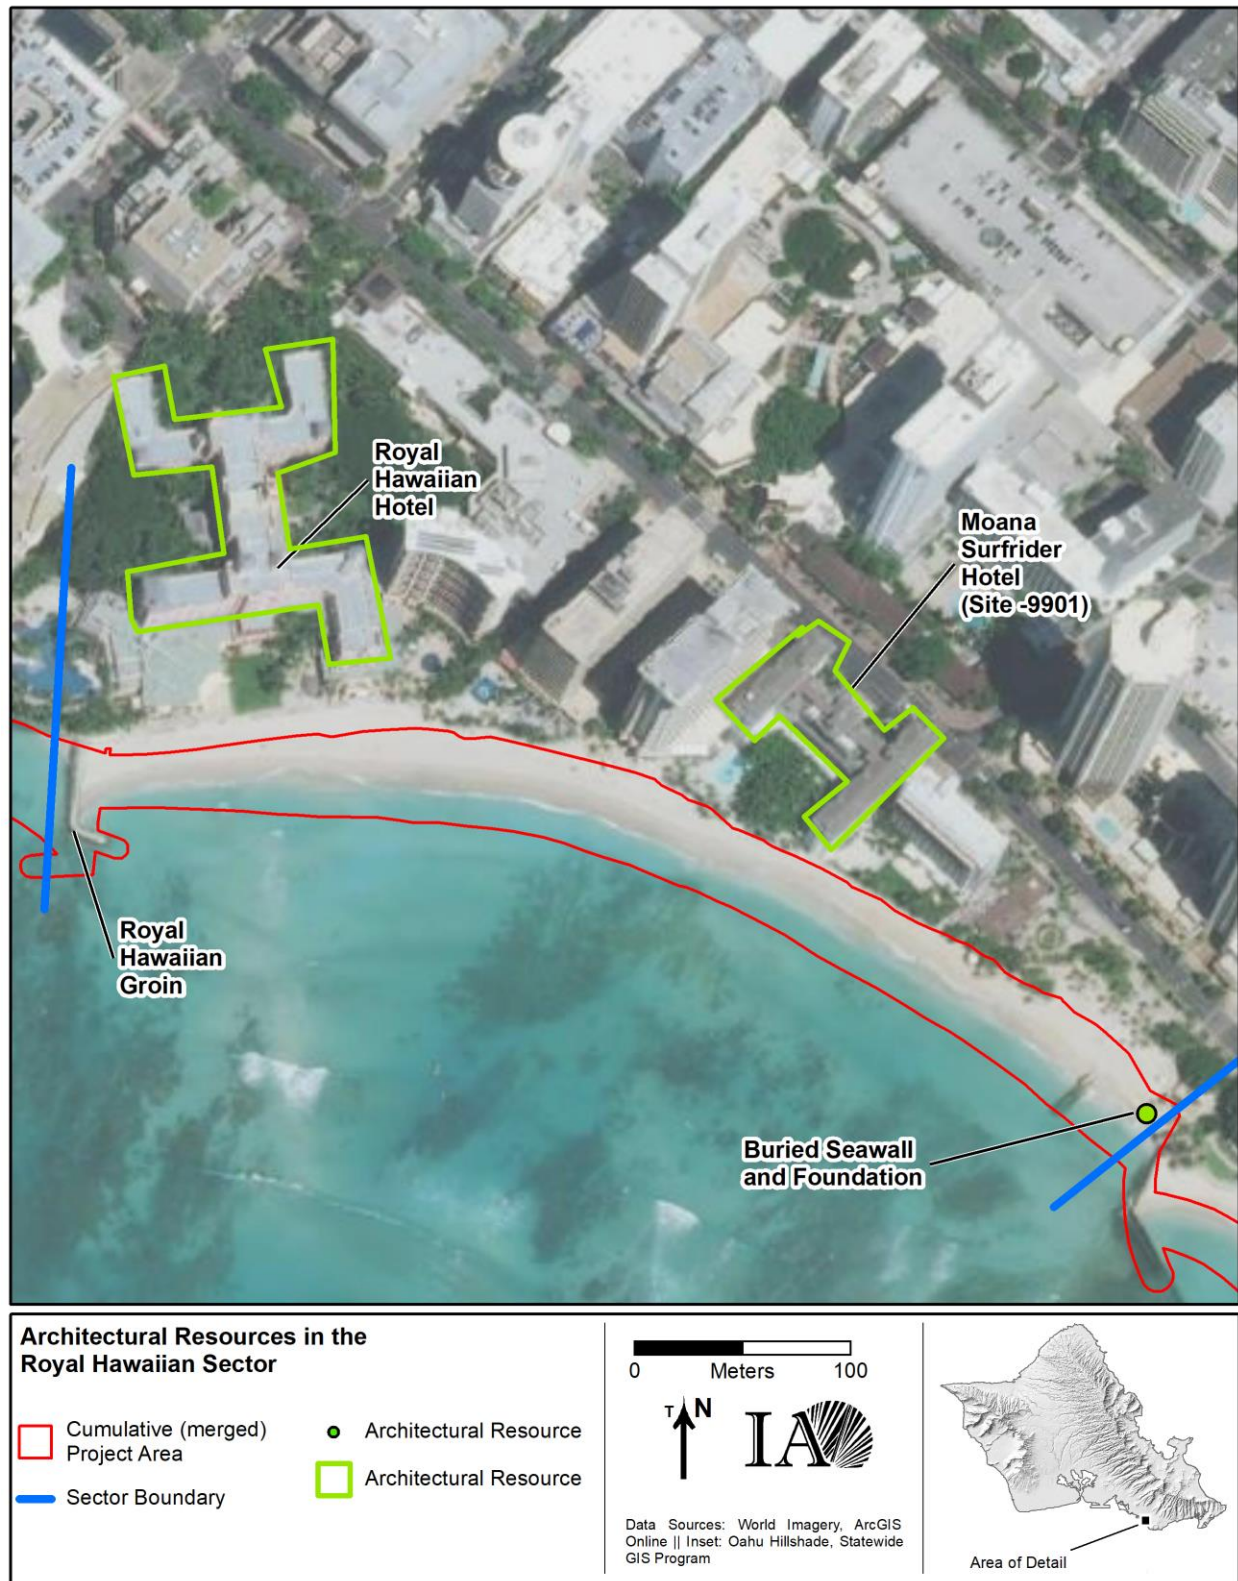 Royal
Hawaiian
Hotel
Moana
Surfrider
Hotel
(Site -9901)
Royal
Hawaiian
Groin
Buried Seawall
and Foundation
Architectural Resources in the
Royal Hawaiian Sector
Cumulative (merged)
Project Area
Sector Boundary
Architectural Resource
Architectural Resource
0 Meters 100
T N
IA
Data Sources: World Imagery, ArcGIS
Online || Inset: Oahu Hillshade, Statewide
GIS Program
Area of Detail